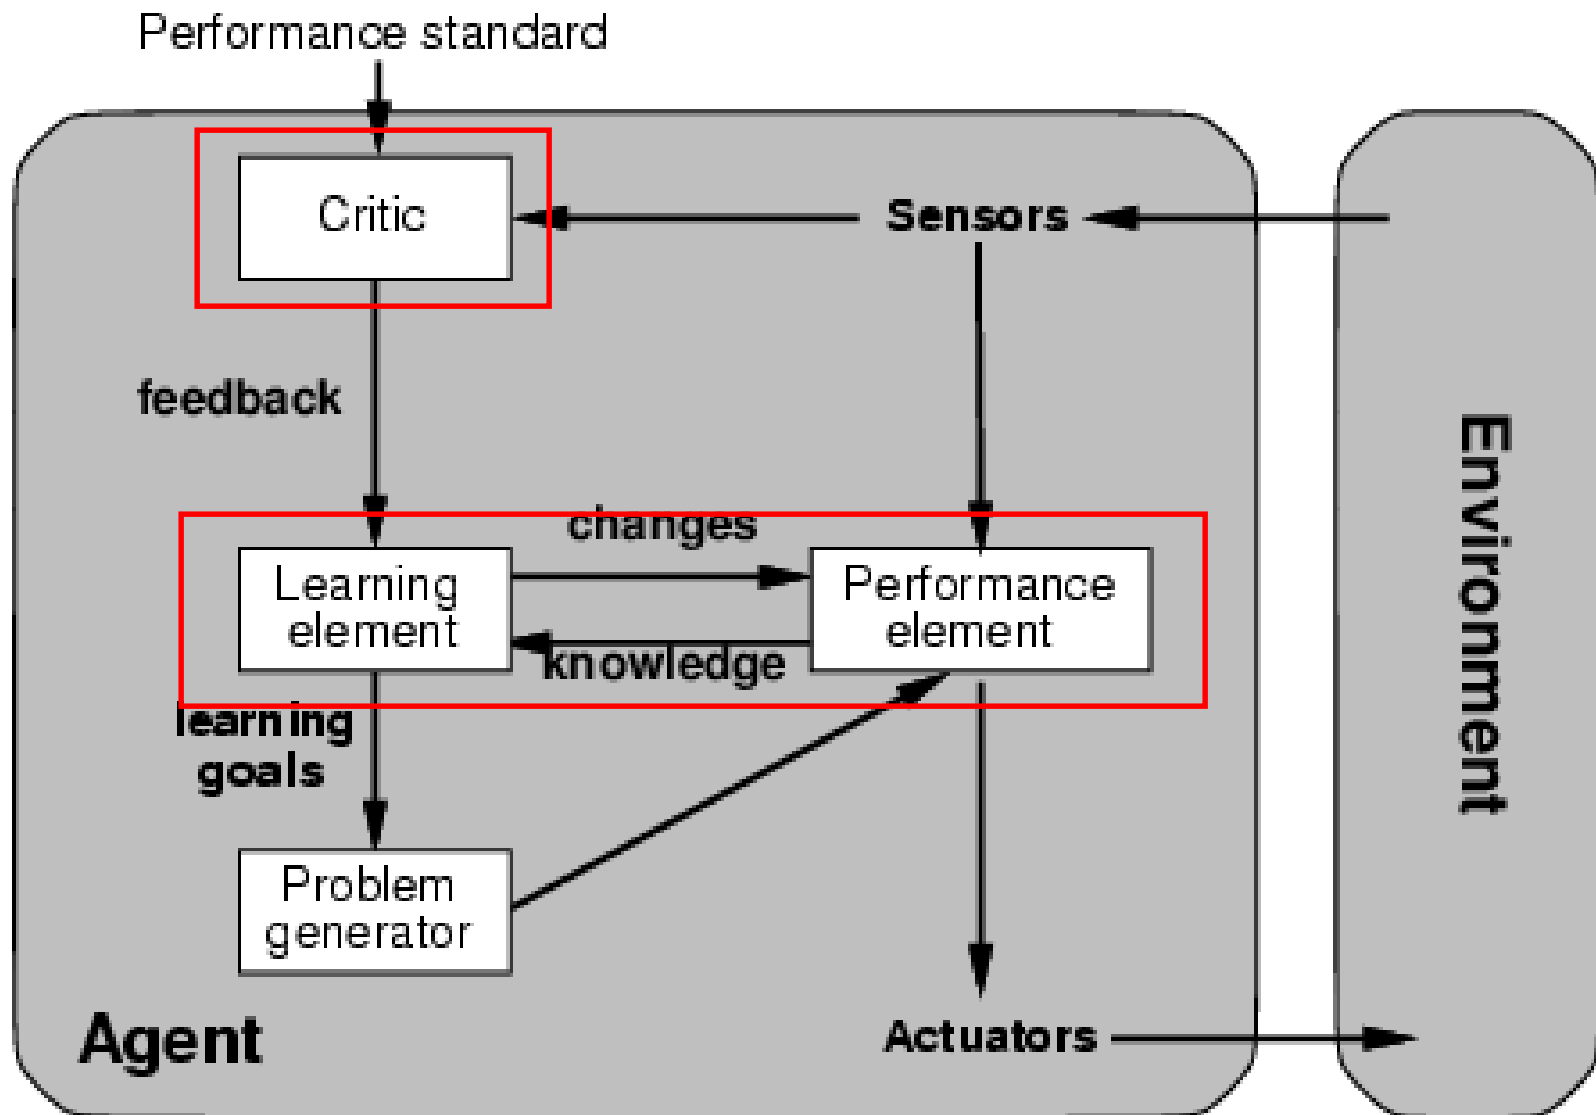 Performance standard
Critic
Sensors
feedback
changes
Learning
element
Performance
element
knowledge
learning
goals
Problem
generator
Agent
Actuators
Environment